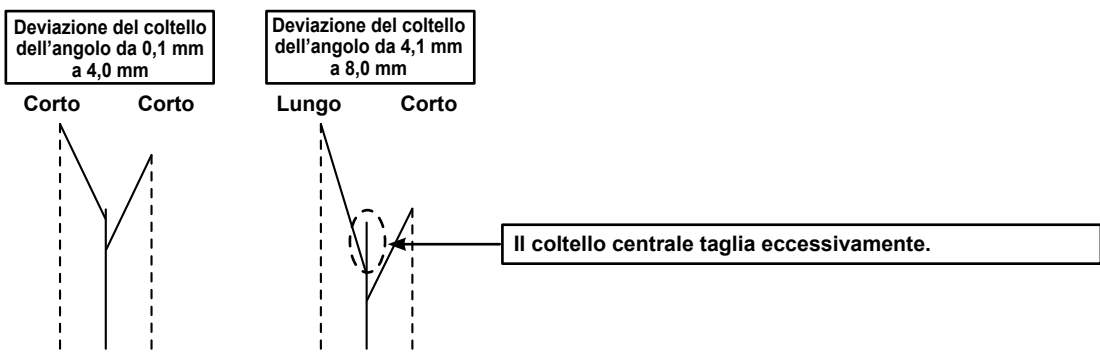 Deviazione del coltello
dell’angolo da 0,1 mm
a 4,0 mm
Deviazione del coltello
dell’angolo da 4,1 mm
a 8,0 mm
Corto
Corto
Lungo
Corto
Il coltello centrale taglia eccessivamente.